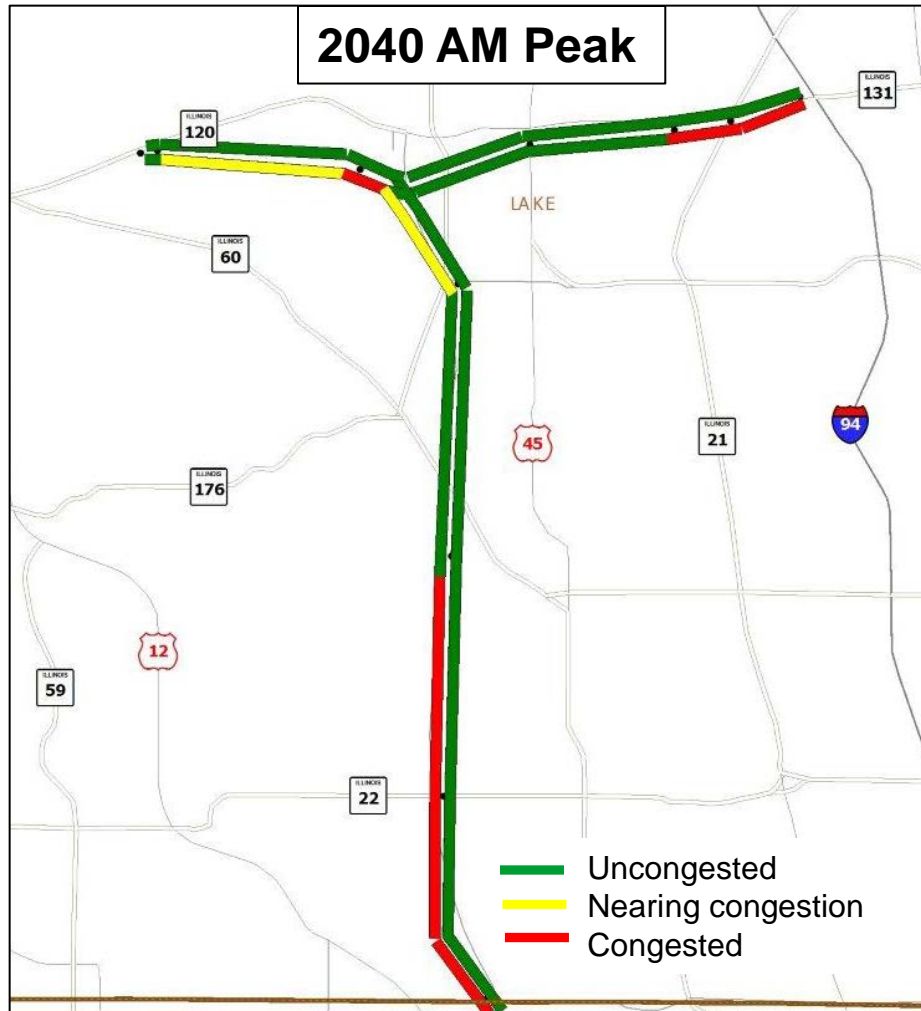 2040 AM Peak
ILLINOIS
131
ILLINOIS
120
LAKE
ILLINOIS
60
94
ILLINOIS
21
45
ILLINOIS
176
12
ILLINOIS
59
ILLINOIS
22
Uncongested
Nearing congestion
Congested